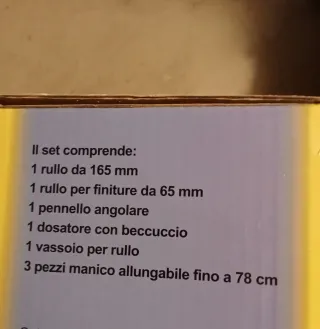 Il set comprende:
1 rullo da 165 mm
1 rullo per finiture da 65 mm
1 pennello angolare
1 dosatore con beccuccio
1 vassoio per rullo
3 pezzi manico allungabile fino a 78 cm